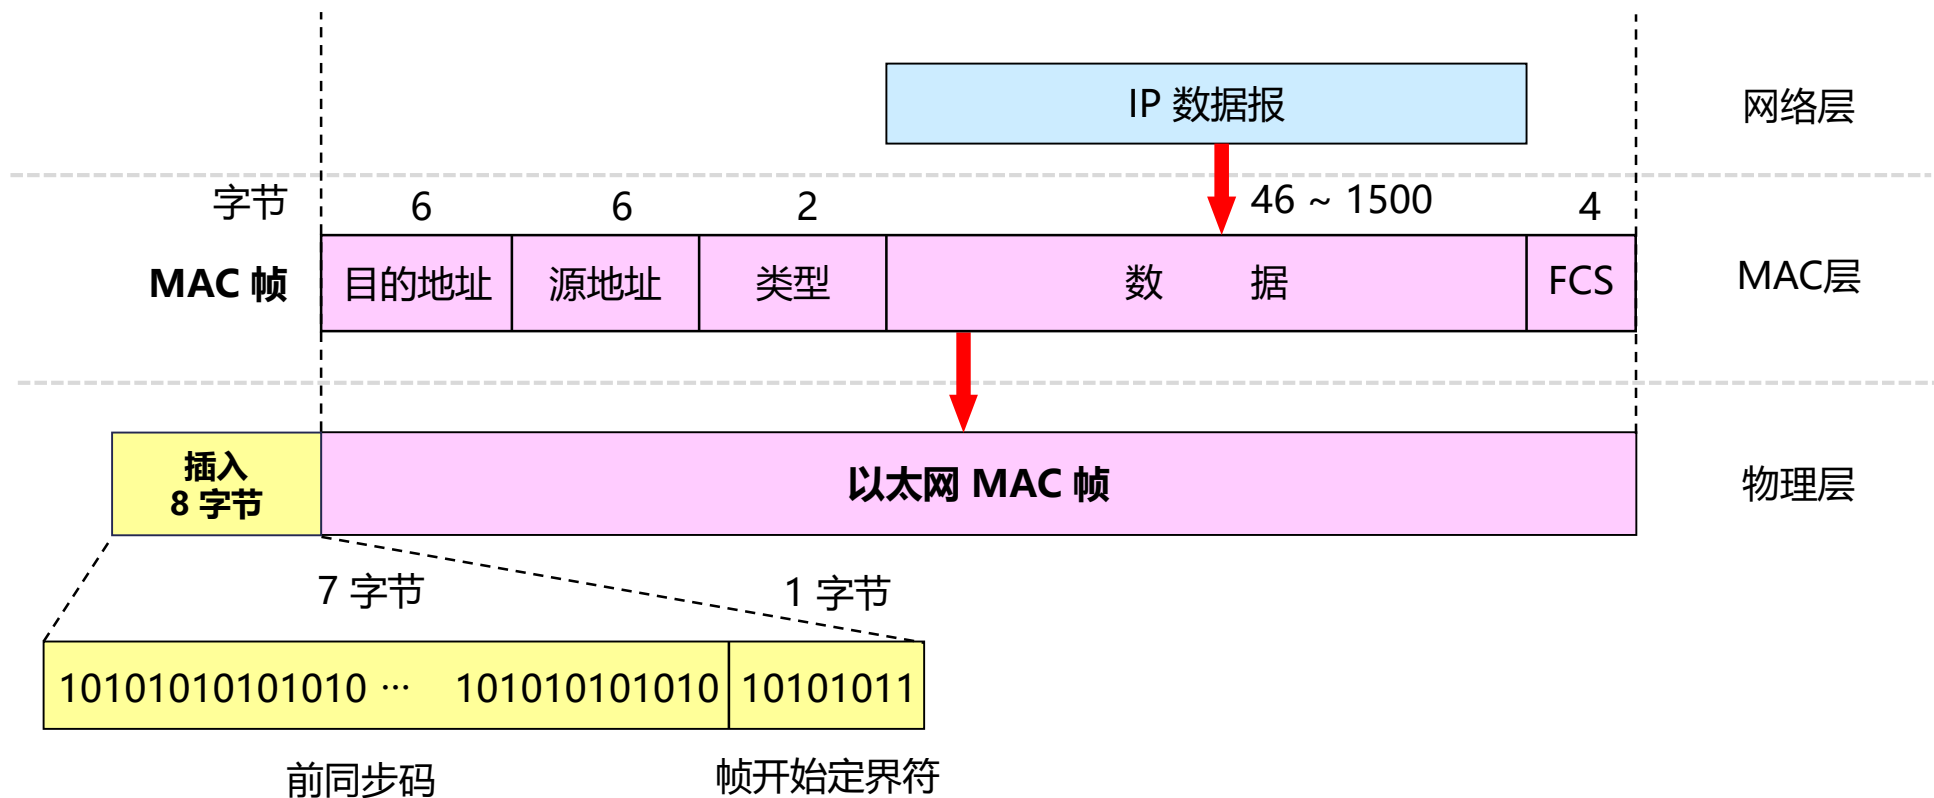 IP 数据报
网络层
字节
6
6
2
46 ~ 1500
4
MAC 帧
目的地址
源地址
类型
数 据
FCS
MAC层
插入
8 字节
以太网 MAC 帧
物理层
7 字节
1 字节
10101010101010 ··· 101010101010
10101011
前同步码
帧开始定界符